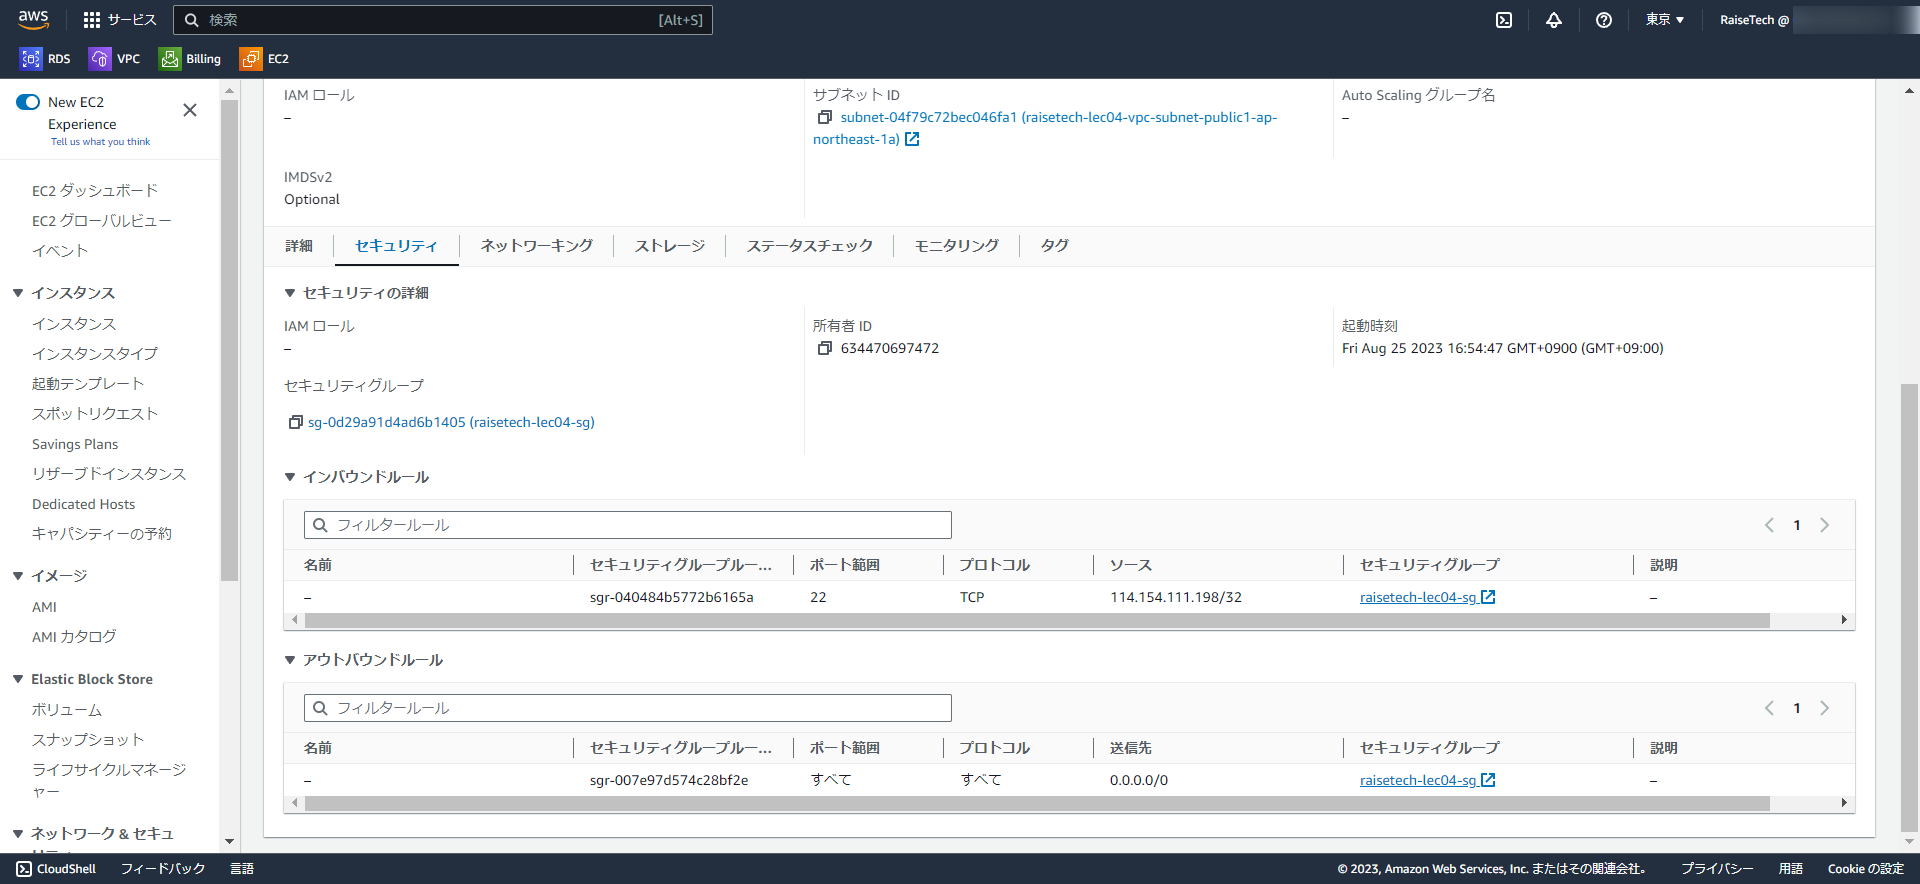 aws
サービス
検索
[Alt+S]
東京 ▼
RaiseTech @
RDS
VPC
Billing
EC2
New EC2
Experience
Tell us what you think
EC2 ダッシュボード
EC2 グローバルビュー
イベント
▼ インスタンス
インスタンス
インスタンスタイプ
起動テンプレート
スポットリクエスト
Savings Plans
リザーブドインスタンス
Dedicated Hosts
キャパシティーの予約
▼ イメージ
AMI
AMI カタログ
▼ Elastic Block Store
ボリューム
スナップショット
ライフサイクルマネージ
ャー
▼ ネットワーク & セキュ
リティ
IAM ロール
–
サブネット ID
subnet-04f79c72bec046fa1 (raisetech-lec04-vpc-subnet-public1-ap-
northeast-1a)
Auto Scaling グループ名
–
IMDSv2
Optional
詳細
セキュリティ
ネットワーキング
ストレージ
ステータスチェック
モニタリング
タグ
▼ セキュリティの詳細
IAM ロール
–
所有者 ID
634470697472
起動時刻
Fri Aug 25 2023 16:54:47 GMT+0900 (GMT+09:00)
セキュリティグループ
sg-0d29a91d4ad6b1405 (raisetech-lec04-sg)
▼ インバウンドルール
フィルタールール
1
名前 セキュリティグループルー... ポート範囲 プロトコル ソース セキュリティグループ 説明
– sgr-040484b5772b6165a 22 TCP 114.154.111.198/32 raisetech-lec04-sg –
▼ アウトバウンドルール
フィルタールール
1
名前 セキュリティグループルー... ポート範囲 プロトコル 送信先 セキュリティグループ 説明
– sgr-007e97d574c28bf2e すべて すべて 0.0.0.0/0 raisetech-lec04-sg –
CloudShell
フィードバック
言語
© 2023, Amazon Web Services, Inc. またはその関連会社。
プライバシー
用語
Cookie の設定